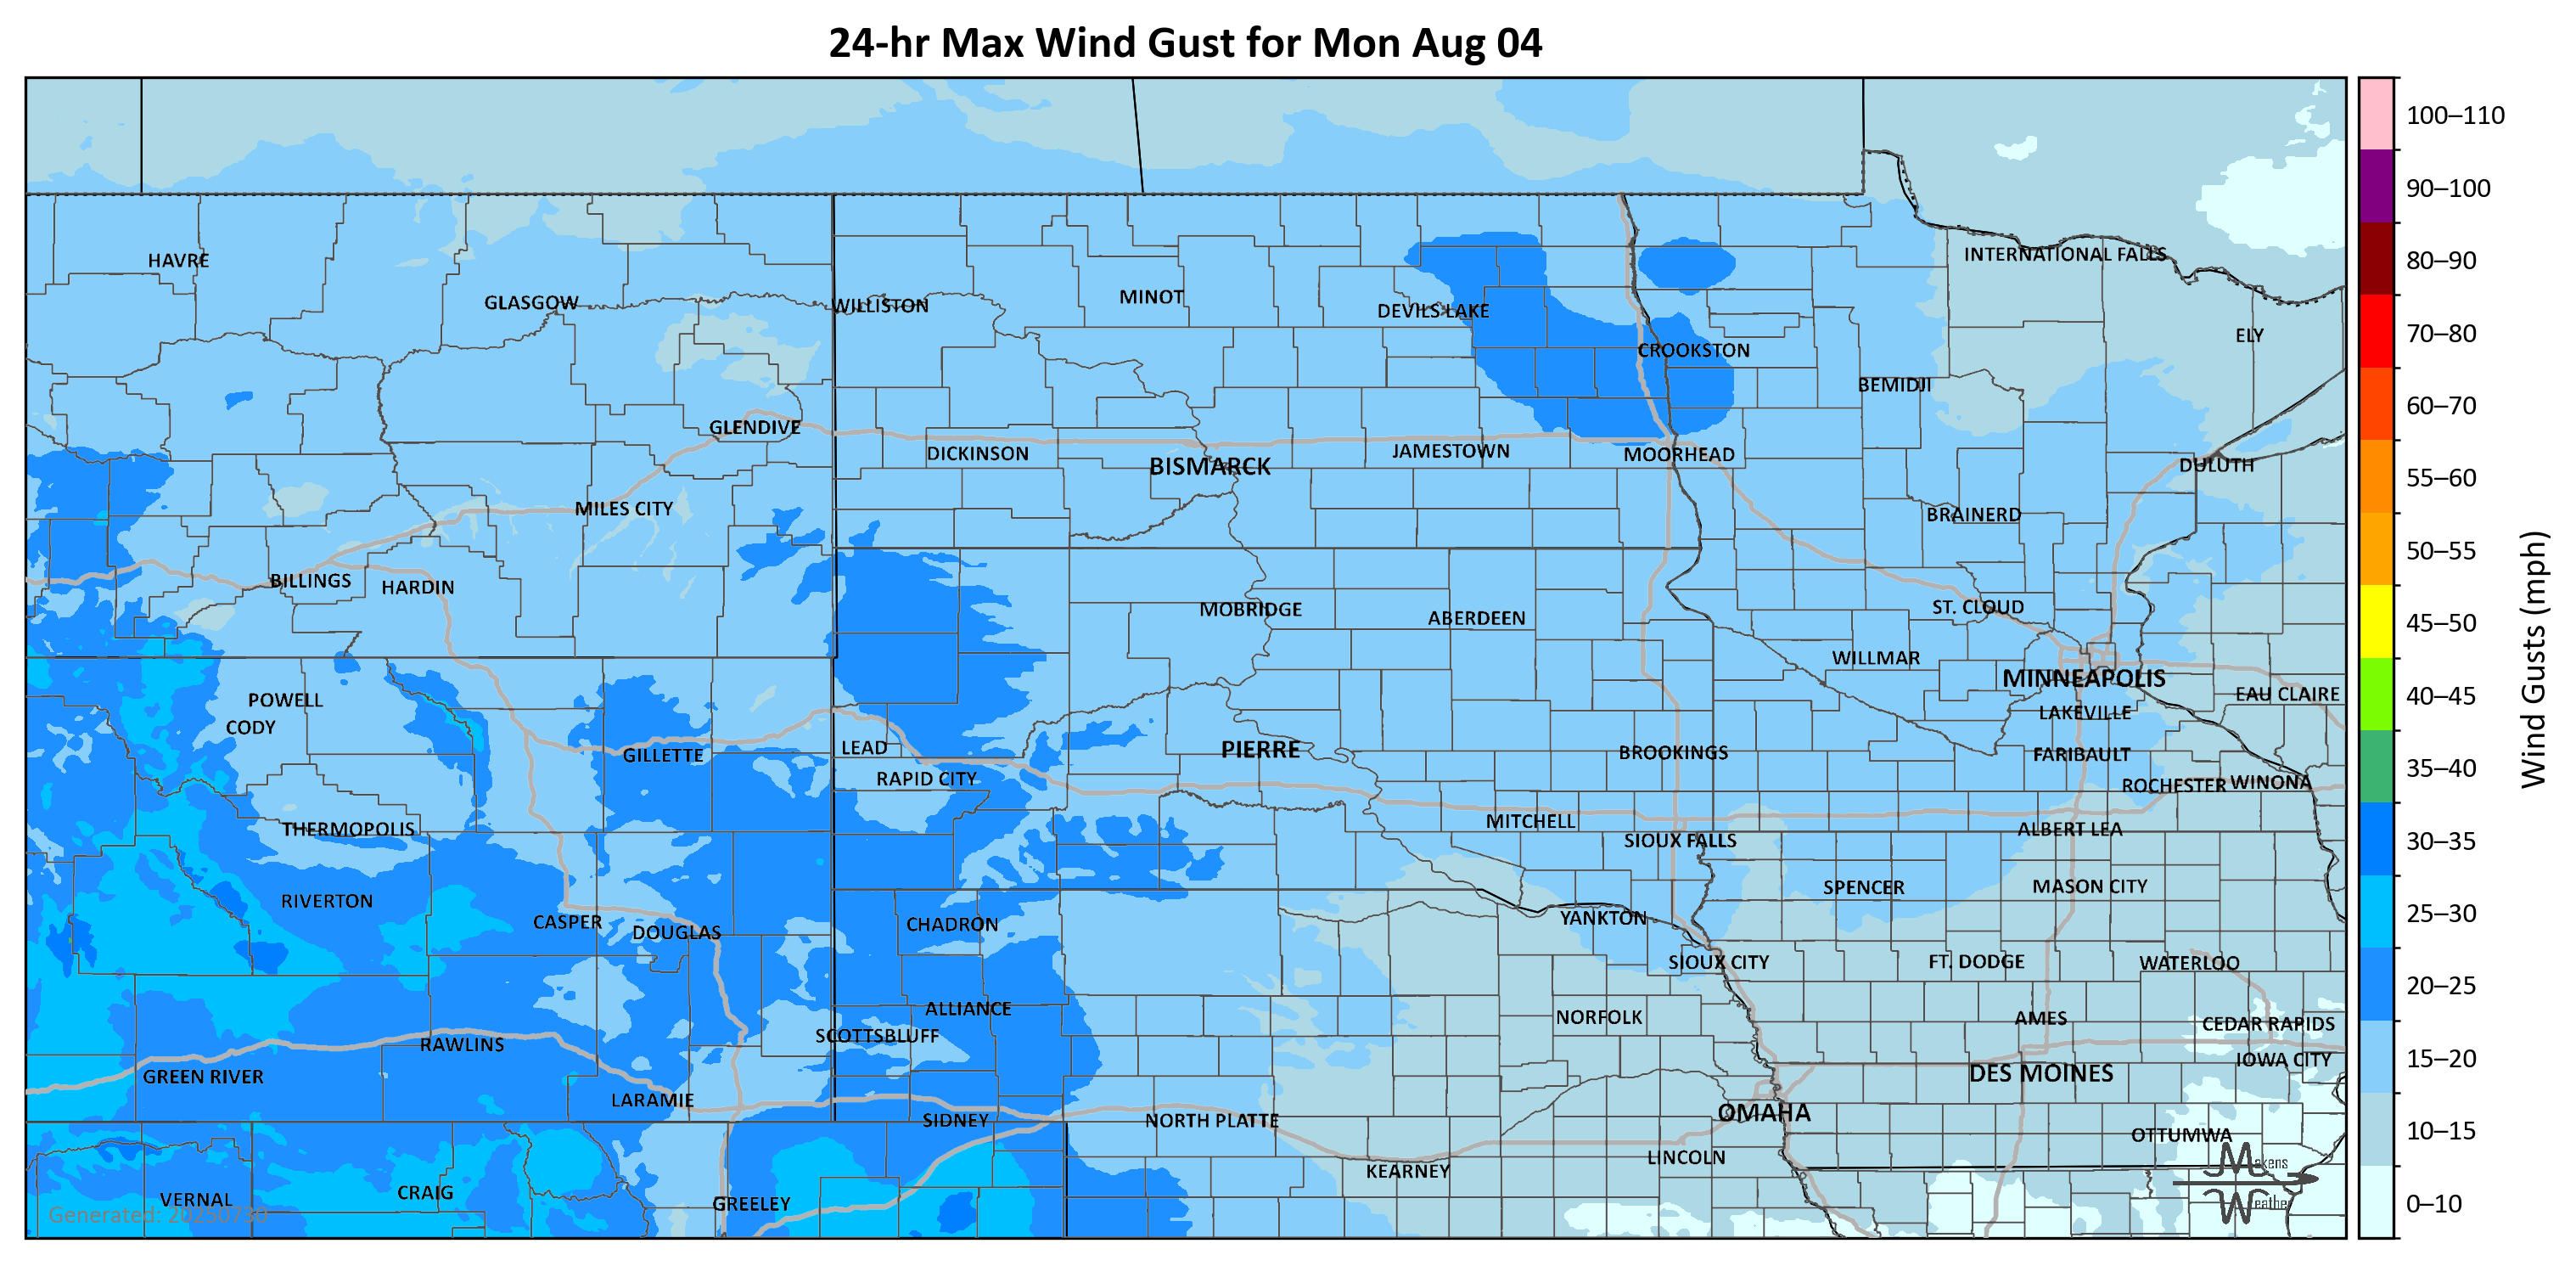 24-hr Max Wind Gust for Mon Aug 04
100–110
90–100
80–90
70–80
60–70
55–60
50–55
45–50
40–45
35–40
30–35
25–30
20–25
15–20
10–15
0–10
Wind Gusts (mph)
HAVRE
GLASGOW
WILLISTON
MINOT
DEVILS LAKE
INTERNATIONAL FALLS
ELY
CROOKSTON
BEMIDJI
GLENDIVE
DICKINSON
BISMARCK
JAMESTOWN
MOORHEAD
DULUTH
MILES CITY
BRAINERD
BILLINGS
HARDIN
MOBRIDGE
ABERDEEN
ST. CLOUD
WILLMAR
MINNEAPOLIS
POWELL
CODY
EAU CLAIRE
LAKEVILLE
GILLETTE
LEAD
RAPID CITY
PIERRE
BROOKINGS
FARIBAULT
ROCHESTER
WINONA
THERMOPOLIS
MITCHELL
SIOUX FALLS
ALBERT LEA
RIVERTON
CASPER
DOUGLAS
CHADRON
YANKTON
SPENCER
MASON CITY
SIOUX CITY
FT. DODGE
WATERLOO
ALLIANCE
SCOTTSBLUFF
NORFOLK
AMES
CEDAR RAPIDS
RAWLINS
IOWA CITY
GREEN RIVER
DES MOINES
LARAMIE
SIDNEY
NORTH PLATTE
OMAHA
OTTUMWA
KEARNEY
LINCOLN
VERNAL
CRAIG
GREELEY
Generated: 20250730
Makens
Weather